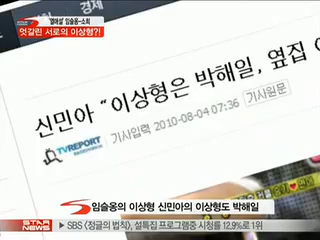 경제
'열애설' 임슬옹-소희
엇갈린 서로의 이상형?!
신민아 "이상형은 박해일, 옆집
TVREPORT
기사입력 2010-08-04 07:36
기사원문
임슬옹의 이상형 신민아의 이상형도 박해일
STAR NEWS
▶ SBS <정글의 법칙>, 설특집 프로그램중 시청률 12.9%로 1위